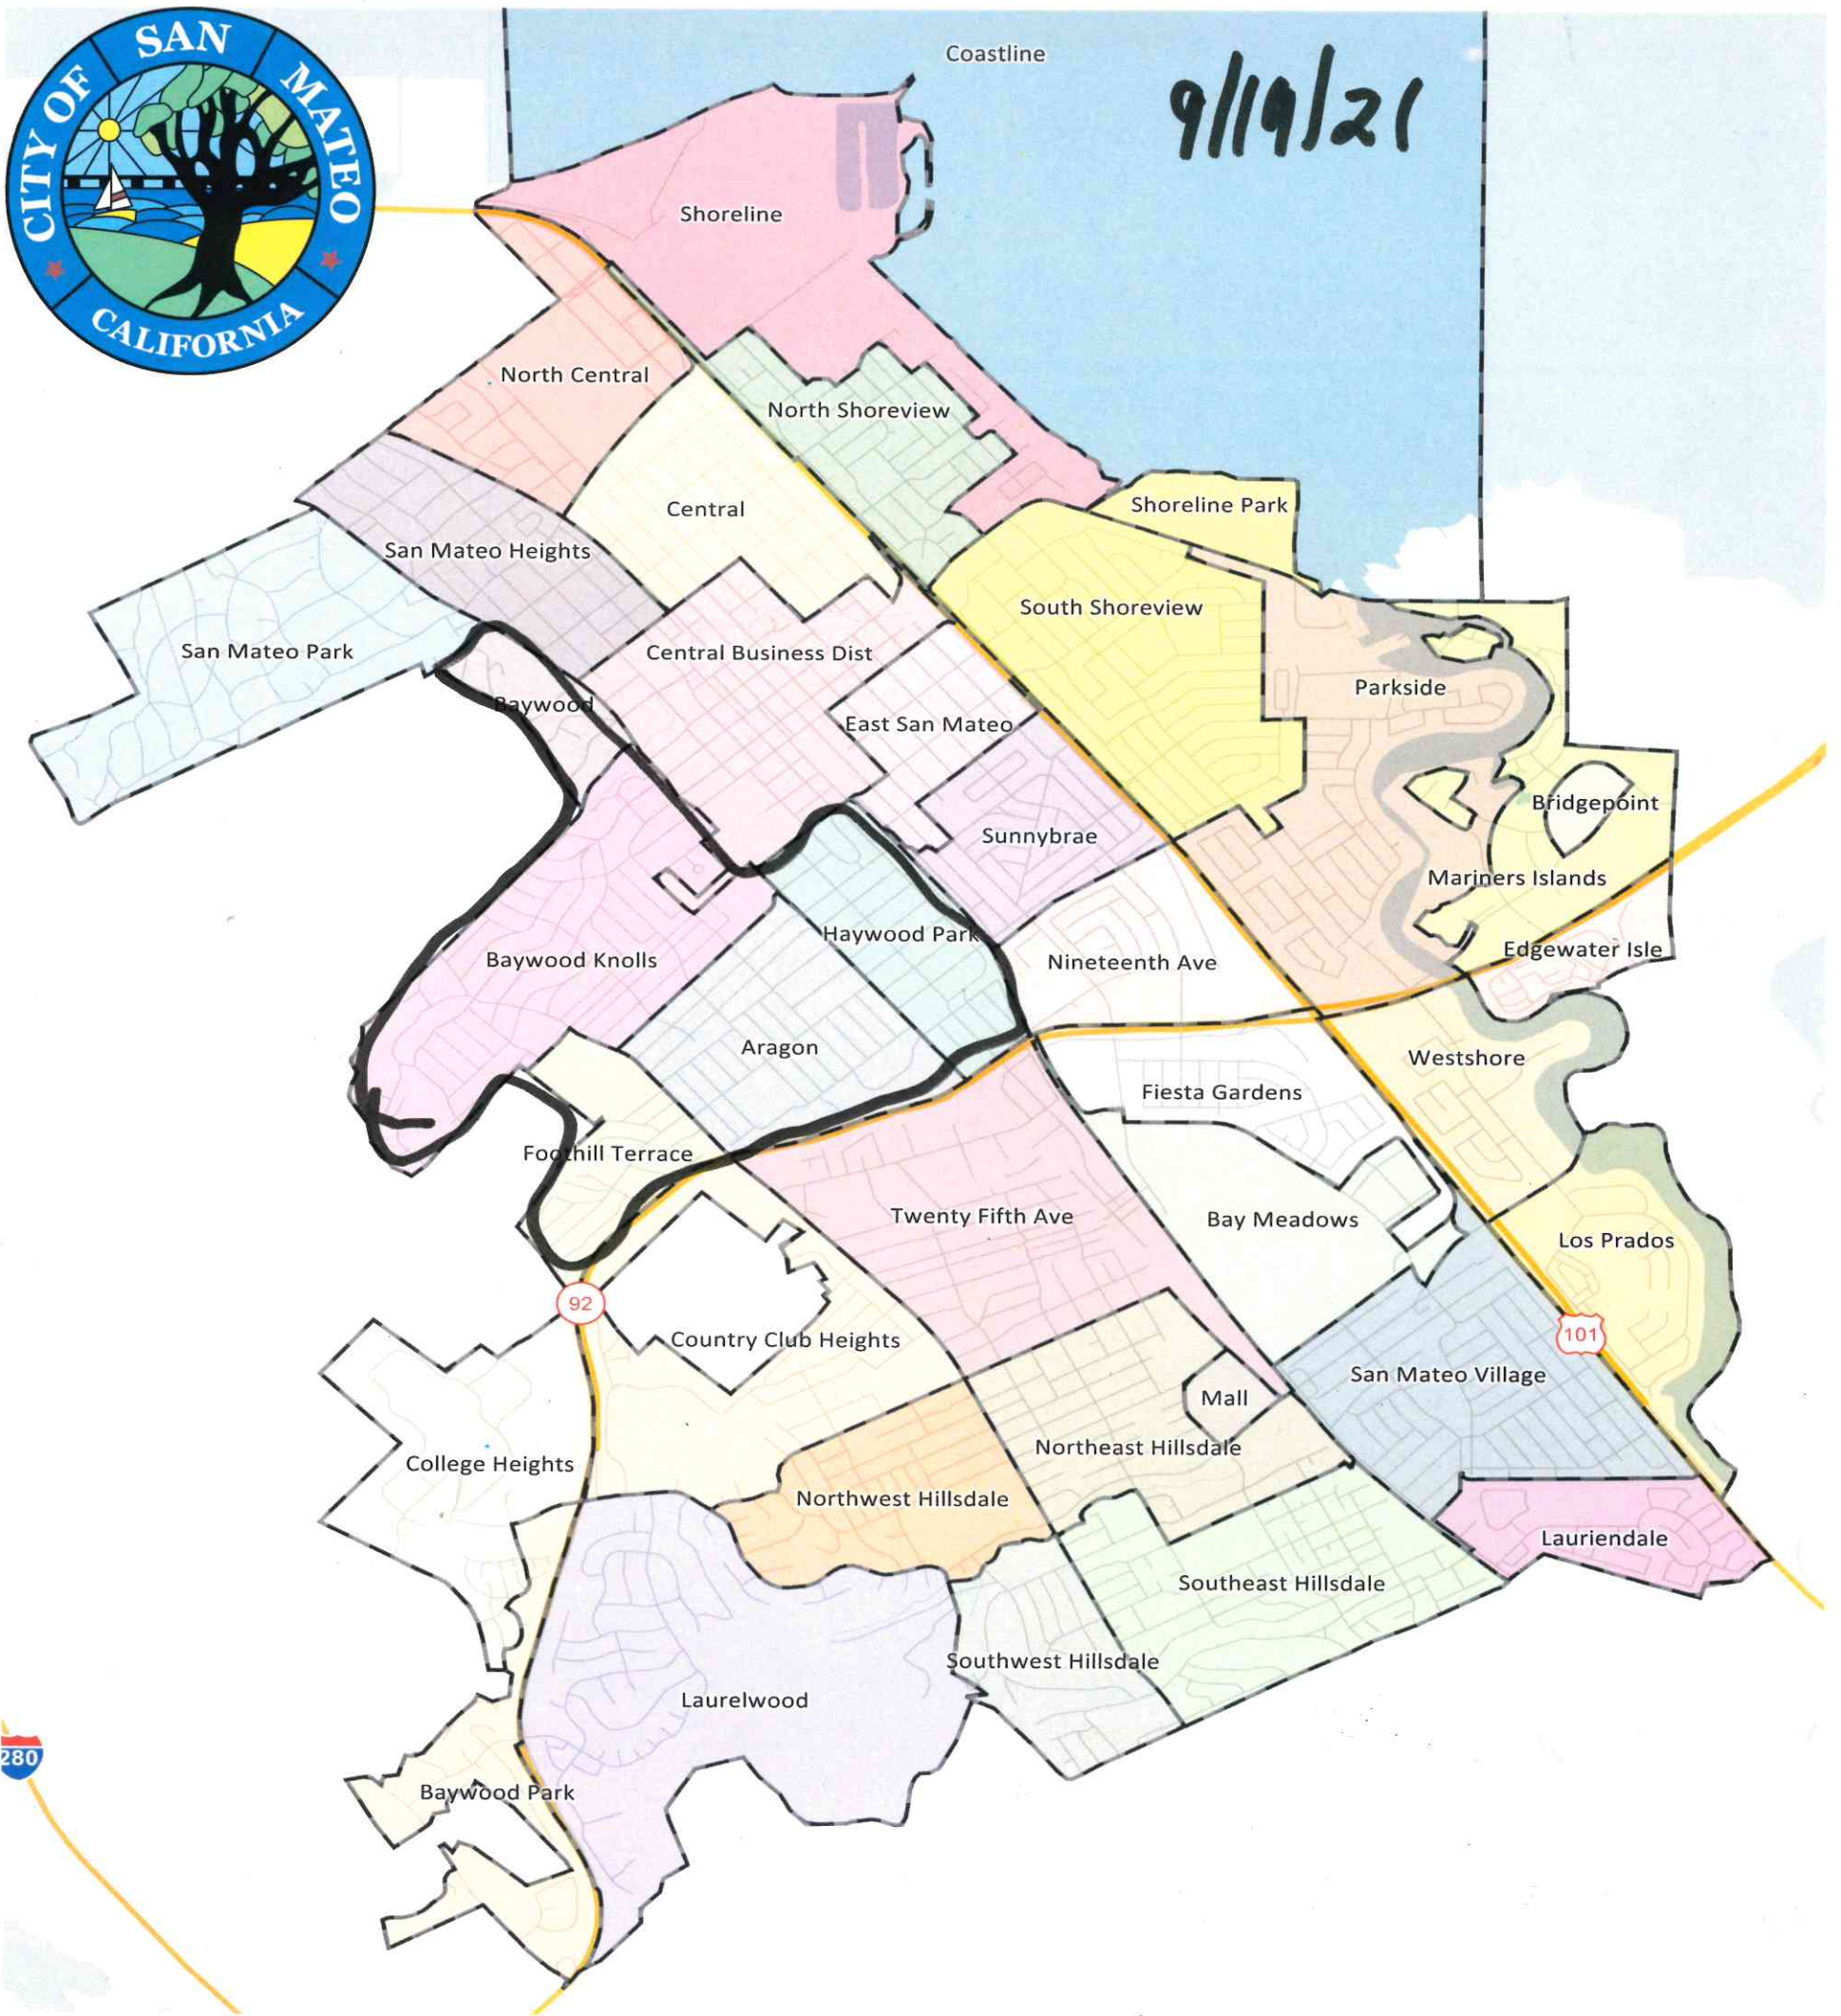 CITY OF SAN MATEO
CALIFORNIA
Coastline
9/19/21
Shoreline
North Central
North Shoreview
Central
Shoreline Park
San Mateo Heights
South Shoreview
San Mateo Park
Central Business Dist
Parkside
Baywood
East San Mateo
Bridgepoint
Sunnybrae
Mariners Islands
Haywood Park
Edgewater Isle
Baywood Knolls
Nineteenth Ave
Aragon
Westshore
Fiesta Gardens
Foothill Terrace
Twenty Fifth Ave
Bay Meadows
Los Prados
92
101
Country Club Heights
San Mateo Village
Mall
Northeast Hillsdale
College Heights
Northwest Hillsdale
Lauriendale
Southeast Hillsdale
Southwest Hillsdale
Laurelwood
280
Baywood Park